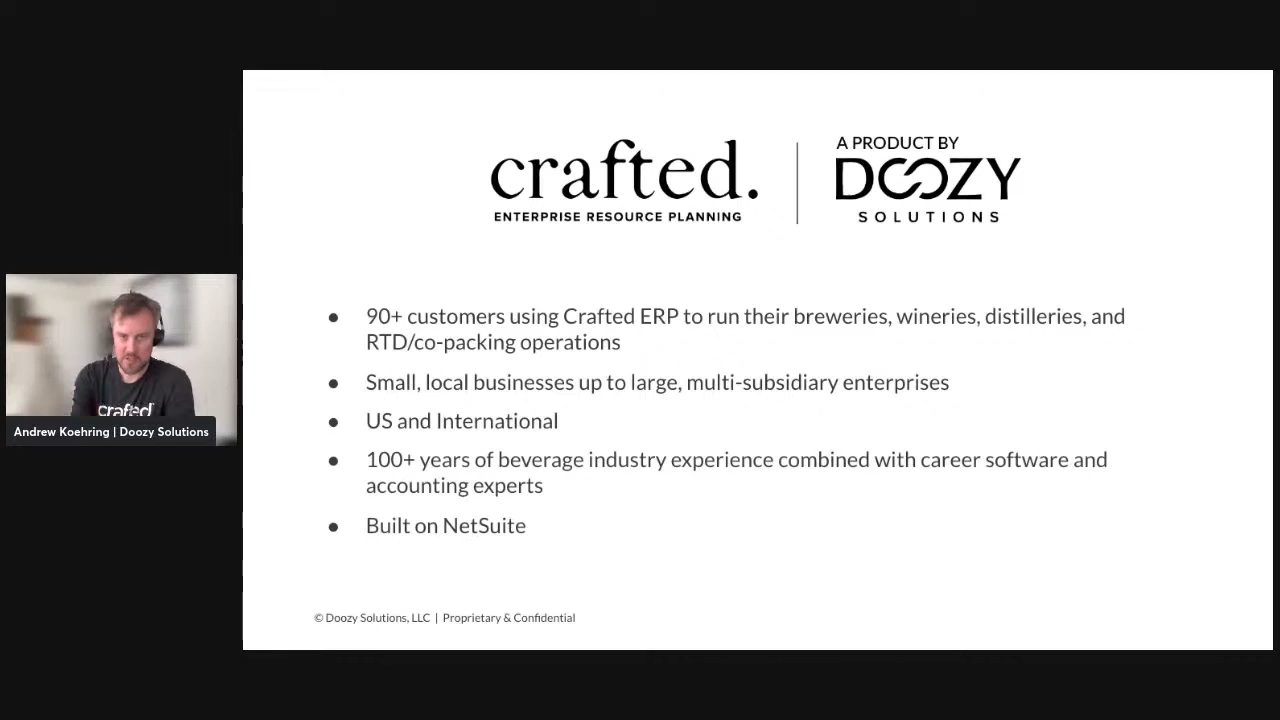 crafted.
ENTERPRISE RESOURCE PLANNING
A PRODUCT BY
DOOZY
SOLUTIONS
● 90+ customers using Crafted ERP to run their breweries, wineries, distilleries, and
RTD/co-packing operations
● Small, local businesses up to large, multi-subsidiary enterprises
● US and International
● 100+ years of beverage industry experience combined with career software and
accounting experts
● Built on NetSuite
© Doozy Solutions, LLC | Proprietary & Confidential
crafted
Andrew Koehring | Doozy Solutions